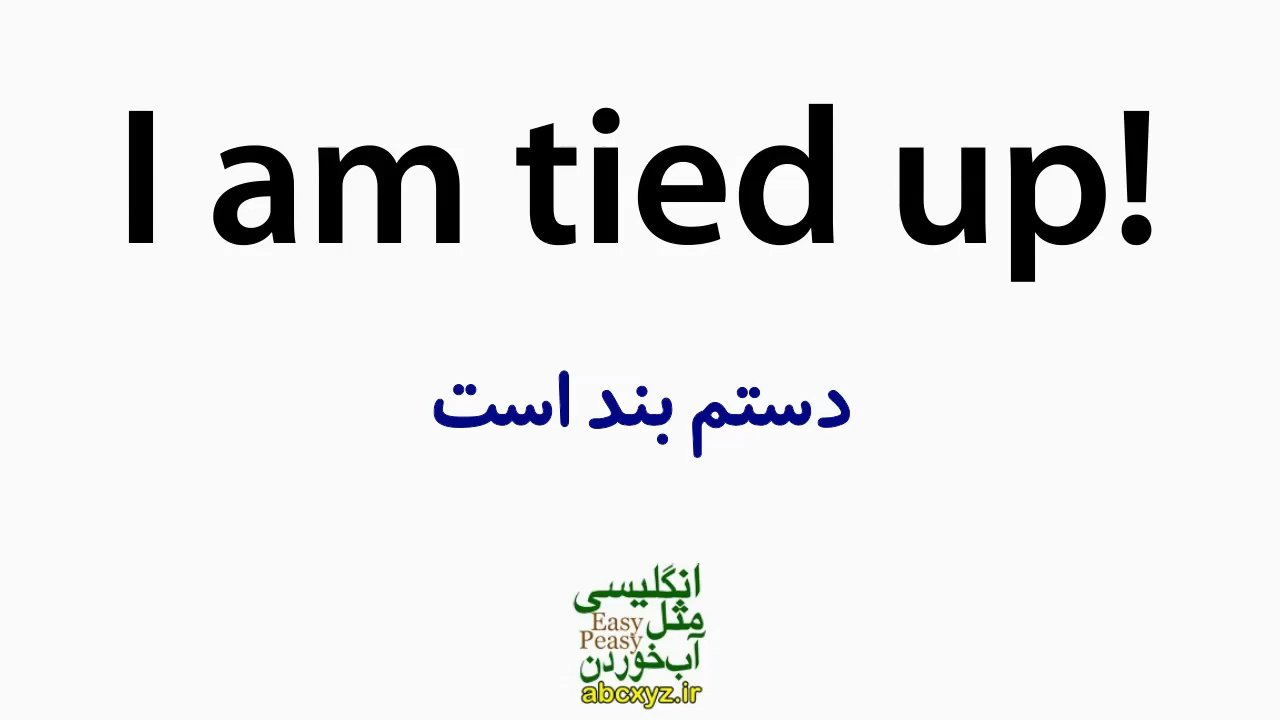 I am tied up!
دستم بند است
انگلیسی
مثل
Easy
Peasy
آب‌خوردن
abcxyz.ir